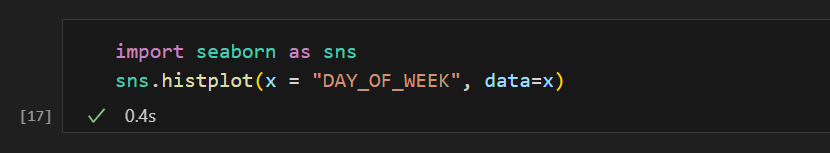 import seaborn as sns
sns.histplot(x = "DAY_OF_WEEK", data=x)
[17] 0.4s